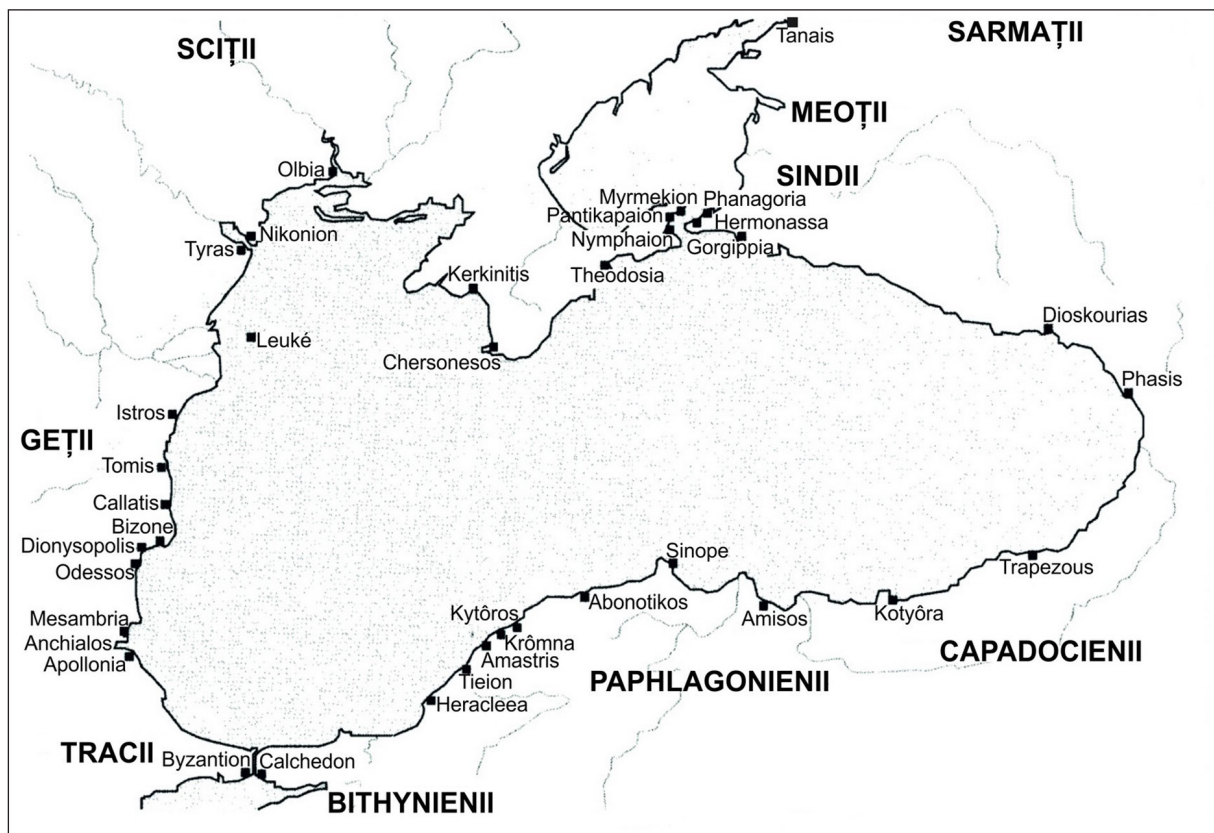 SCIȚII
Tanais
SARMAȚII
MEOȚII
Olbia
SINDII
Myrmekion
Phanagoria
Pantikapaion
Hermonassa
Nikonion
Nymphaion
Gorgippia
Tyras
Theodosia
Kerkinitis
Dioskourias
Leuké
Chersonesos
Phasis
Istros
GEȚII
Tomis
Callatis
Bizone
Dionysopolis
Odessos
Sinope
Trapezous
Abonotikos
Mesambria
Kytôros
Amisos
Kotyôra
Anchialos
Krômna
Apollonia
Amastris
CAPADOCIENII
Tieion
PAPHLAGONIENII
Heracleea
TRACII
Byzantion
Calchedon
BITHYNIENII